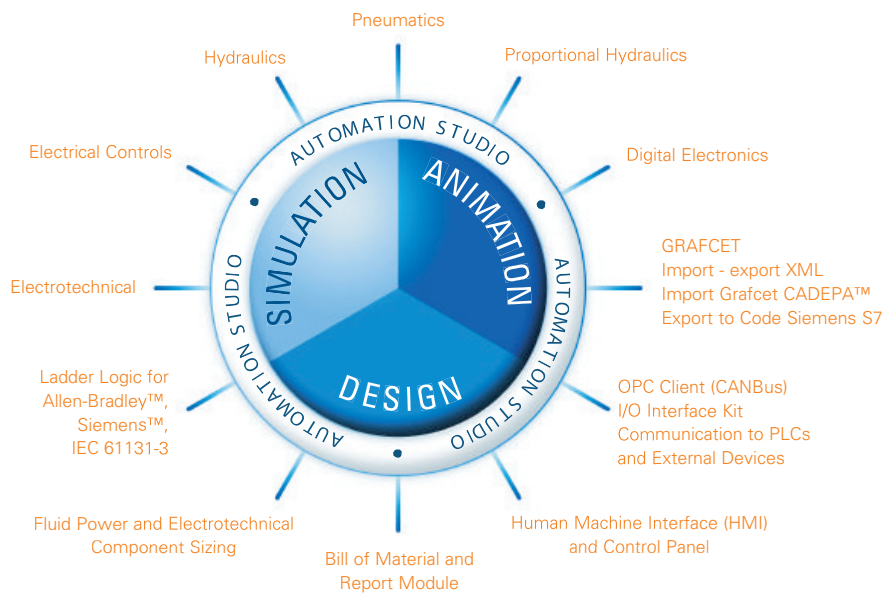 Pneumatics
Hydraulics
Proportional Hydraulics
Electrical Controls
Digital Electronics
Electrotechnical
GRAFCET
Import - export XML
Import Grafcet CADEPA™
Export to Code Siemens S7
Ladder Logic for
Allen-Bradley™,
Siemens™,
IEC 61131-3
OPC Client (CANBus)
I/O Interface Kit
Communication to PLCs
and External Devices
Fluid Power and Electrotechnical
Component Sizing
Bill of Material and
Report Module
Human Machine Interface (HMI)
and Control Panel
AUTOMATION STUDIO
AUTOMATION STUDIO
AUTOMATION STUDIO
SIMULATION
ANIMATION
DESIGN